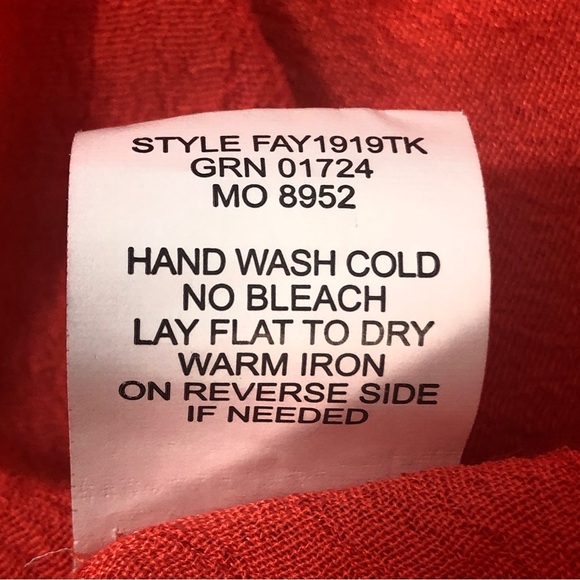 STYLE FAY1919TK
GRN 01724
MO 8952
HAND WASH COLD
NO BLEACH
LAY FLAT TO DRY
WARM IRON
ON REVERSE SIDE
IF NEEDED